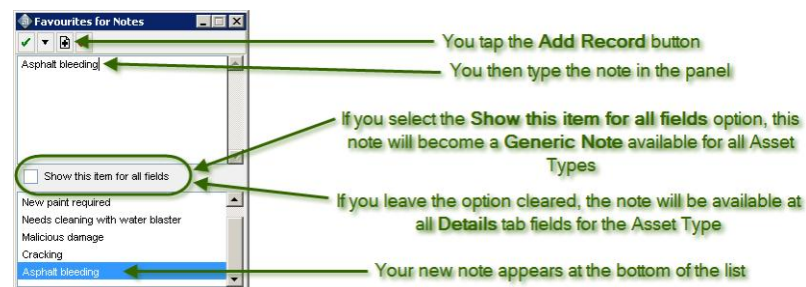 Favourites for Notes
You tap the Add Record button
Asphalt bleeding
You then type the note in the panel
If you select the Show this item for all fields option, this
note will become a Generic Note available for all Asset
Types
Show this item for all fields
If you leave the option cleared, the note will be available at
all Details tab fields for the Asset Type
New paint required
Needs cleaning with water blaster
Malicious damage
Cracking
Asphalt bleeding
Your new note appears at the bottom of the list